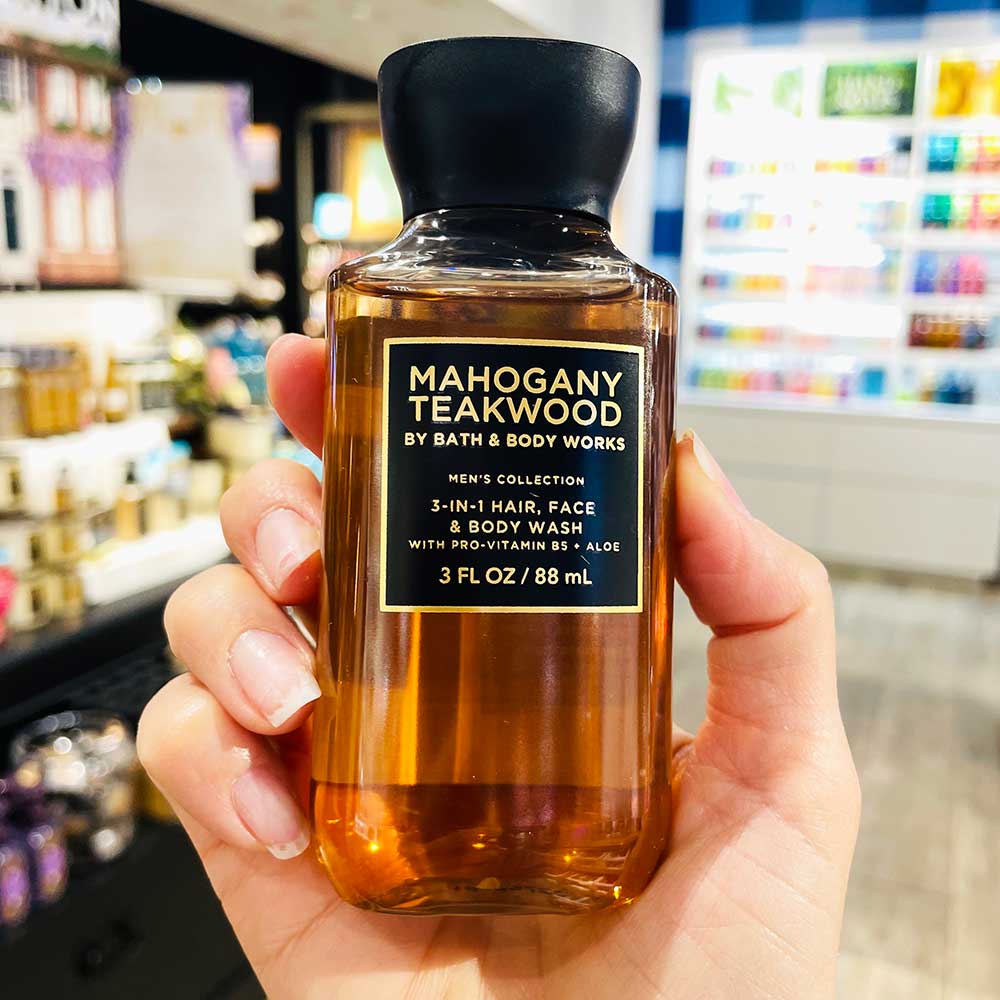 MAHOGANY
TEAKWOOD
BY BATH & BODY WORKS
MEN'S COLLECTION
3-IN-1 HAIR, FACE
& BODY WASH
WITH PRO-VITAMIN B5 + ALOE
3 FL OZ / 88 mL